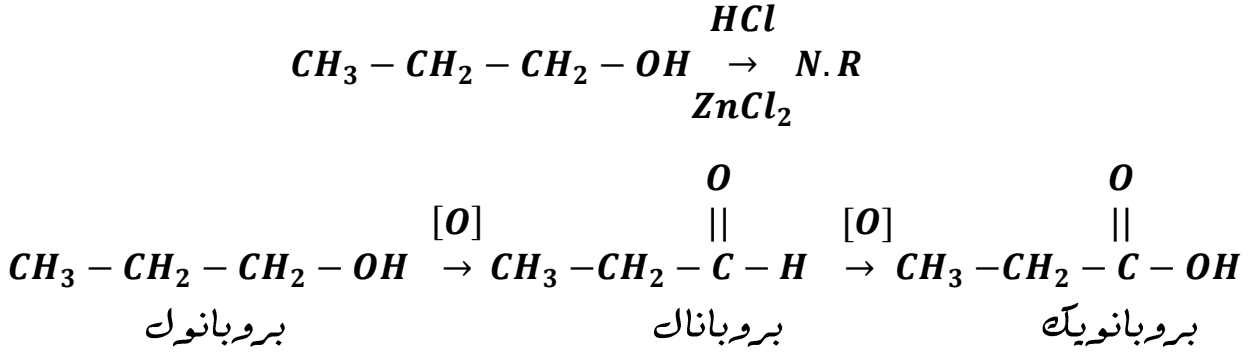 HCl
CH₃ − CH₂ − CH₂ − OH → N.R
ZnCl₂
O O
[O] || [O] ||
CH₃ − CH₂ − CH₂ − OH → CH₃ −CH₂ − C − H → CH₃ −CH₂ − C − OH
بروبانول بروبانال بروبانويك